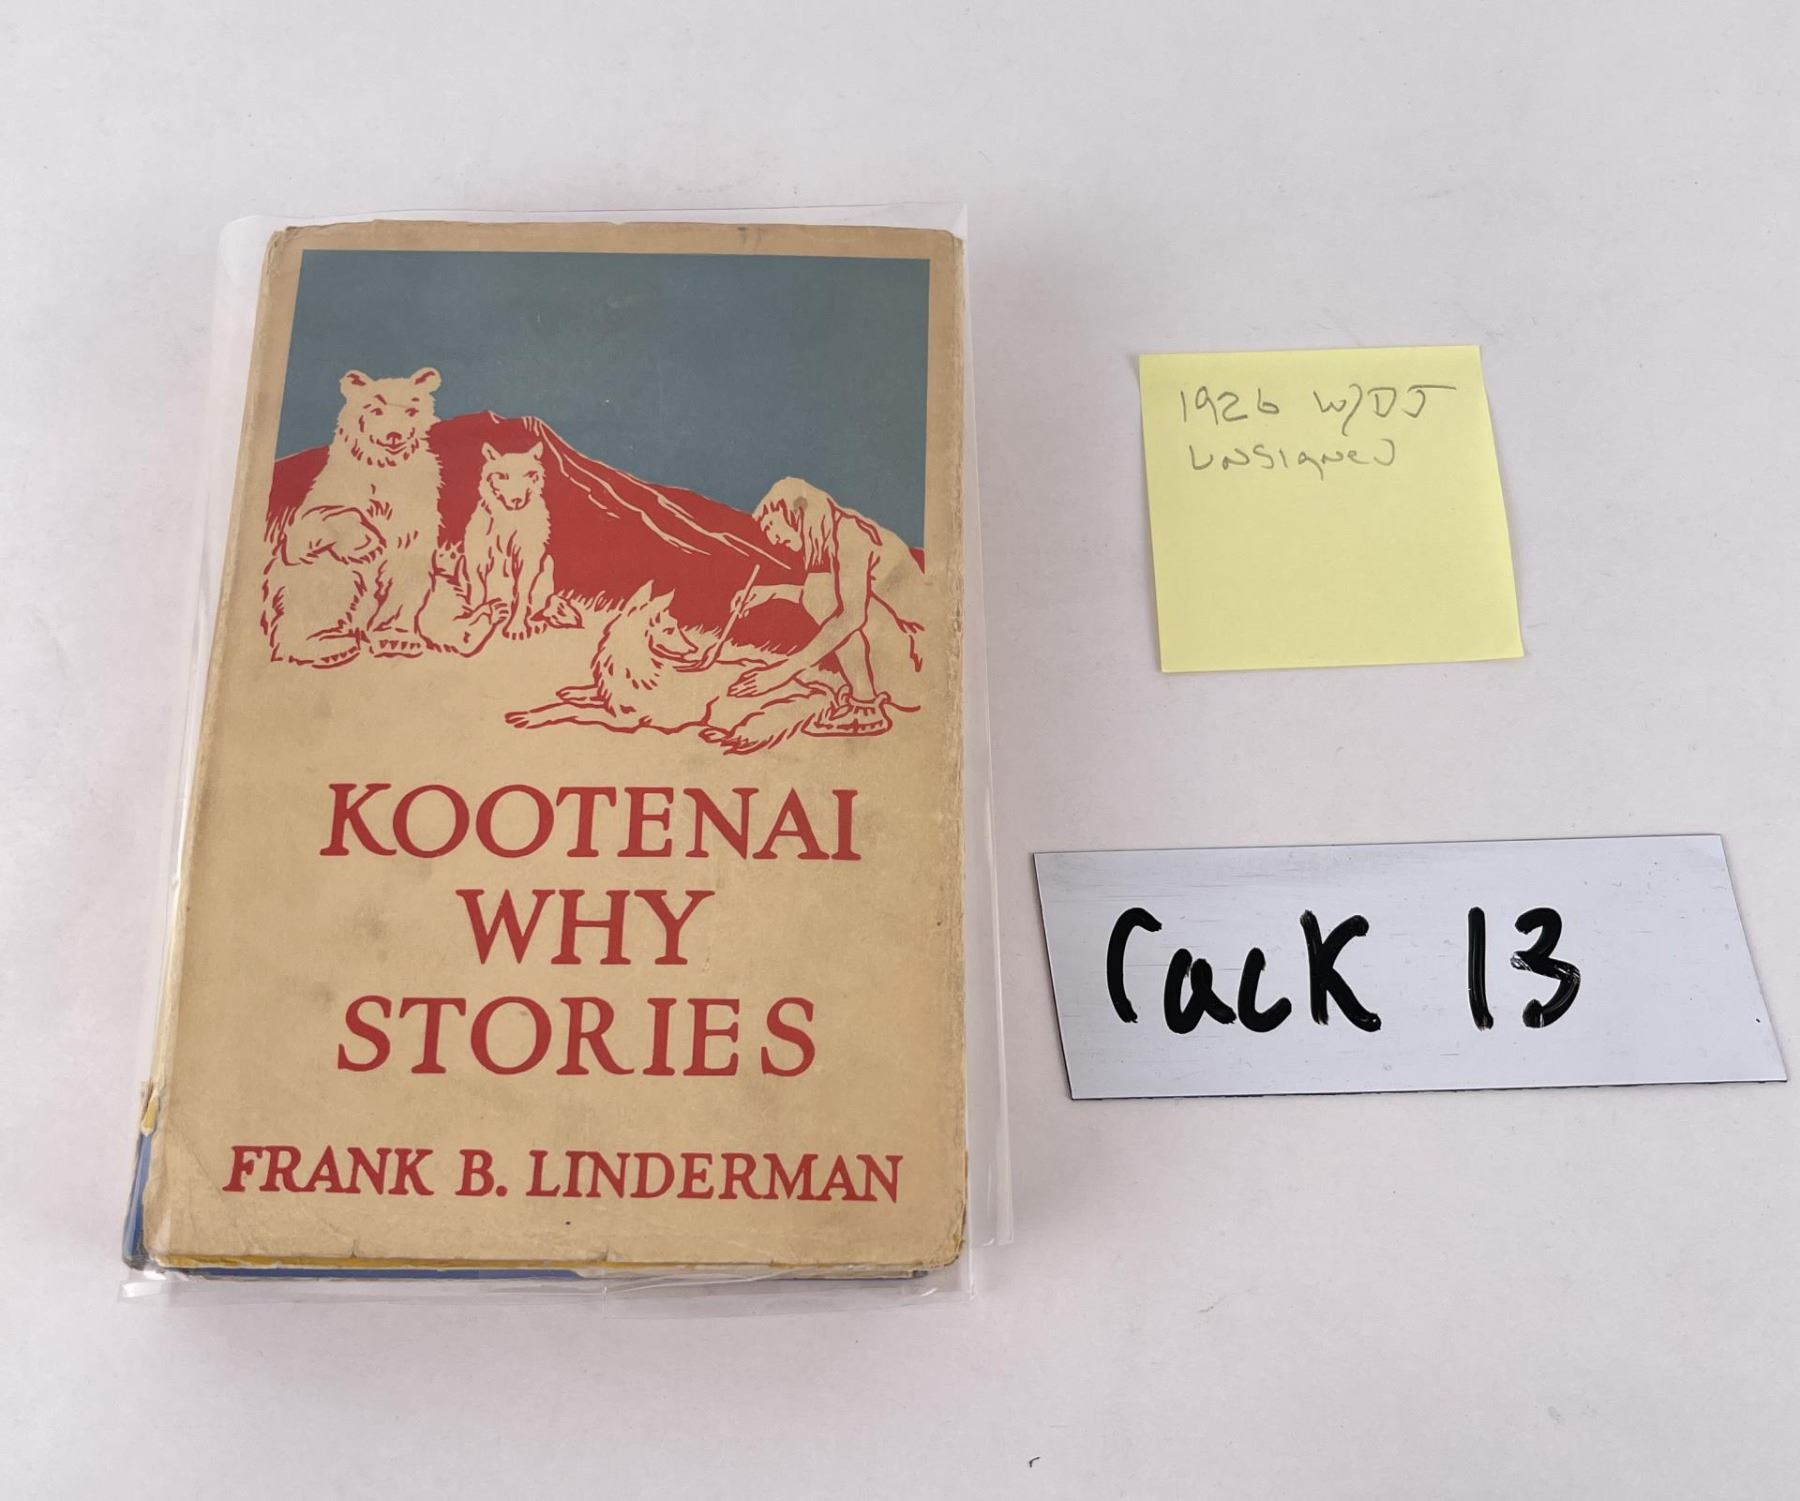 KOOTENAI
WHY
STORIES
FRANK B. LINDERMAN
1926 W/DJ
UNSIGNED
rack 13